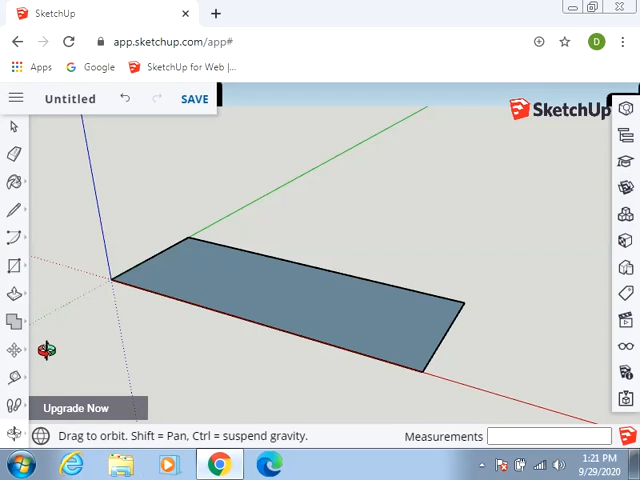 SketchUp
app.sketchup.com/app#
D
Apps
Google
SketchUp for Web |...
Untitled
SAVE
SketchUp
Upgrade Now
Drag to orbit. Shift = Pan, Ctrl = suspend gravity.
Measurements
1:21 PM
9/29/2020